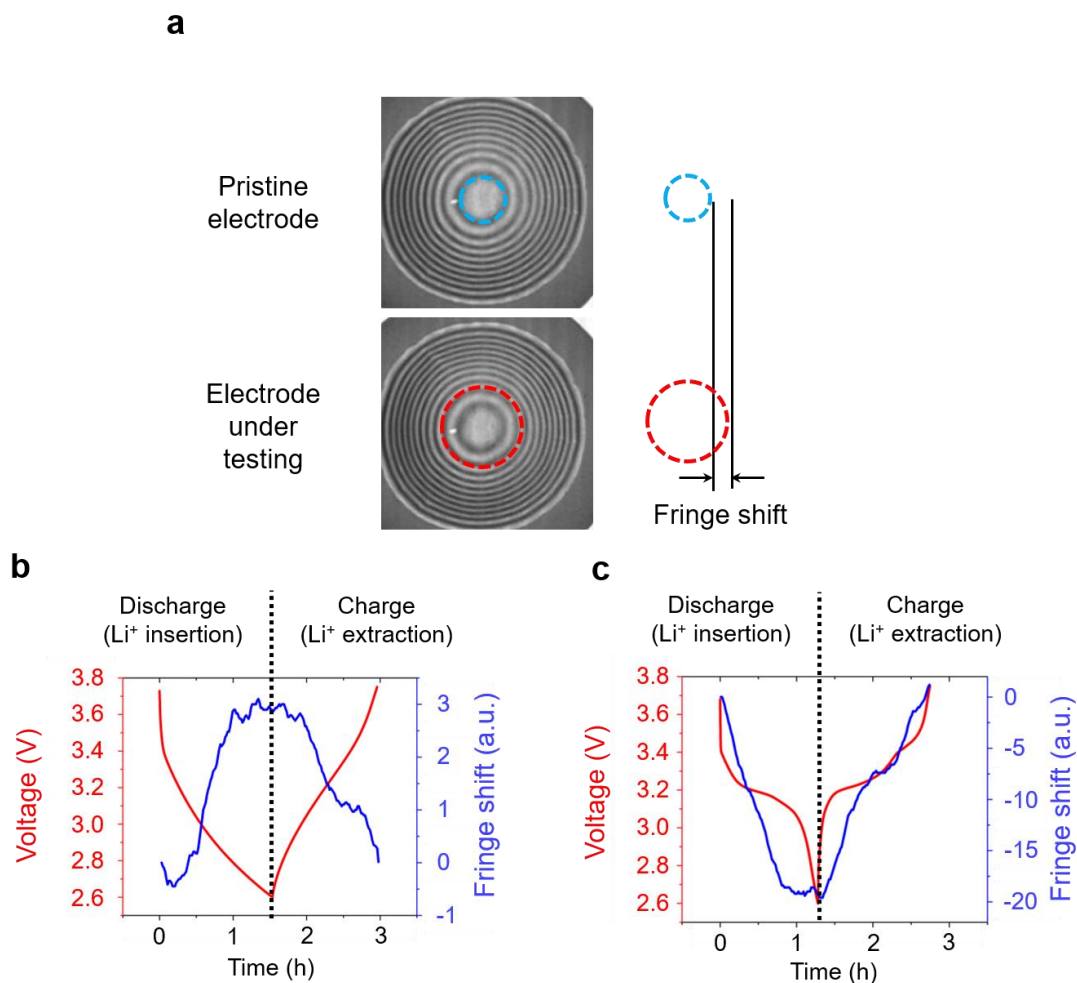 a
Pristine
electrode
Electrode
under
testing
Fringe shift
b
Discharge
(Li⁺ insertion)
Charge
(Li⁺ extraction)
3.8
3.6
3.4
3.2
3.0
2.8
2.6
Voltage (V)
3
2
1
0
-1
Fringe shift (a.u.)
0
1
2
3
Time (h)
c
Discharge
(Li⁺ insertion)
Charge
(Li⁺ extraction)
3.8
3.6
3.4
3.2
3.0
2.8
2.6
Voltage (V)
0
-5
-10
-15
-20
Fringe shift (a.u.)
0
1
2
3
Time (h)